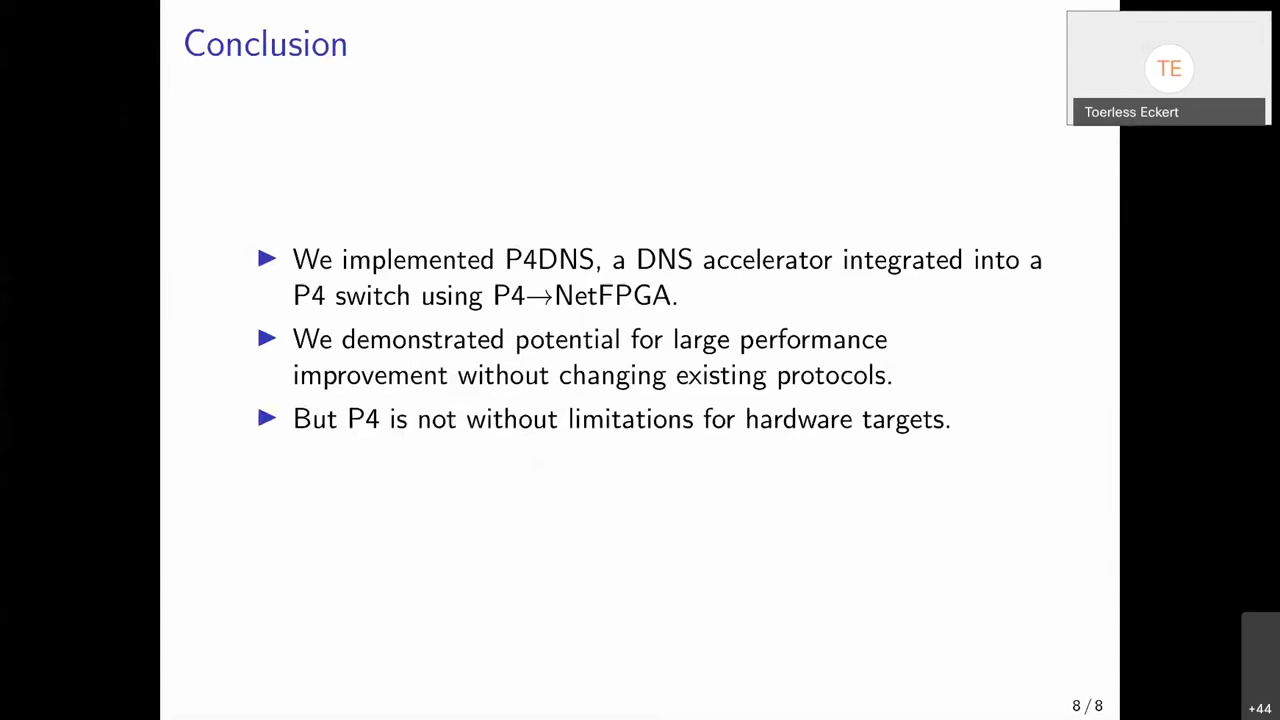 Conclusion
TE
Toerless Eckert
▶ We implemented P4DNS, a DNS accelerator integrated into a
P4 switch using P4→NetFPGA.
▶ We demonstrated potential for large performance
improvement without changing existing protocols.
▶ But P4 is not without limitations for hardware targets.
8 / 8
+44